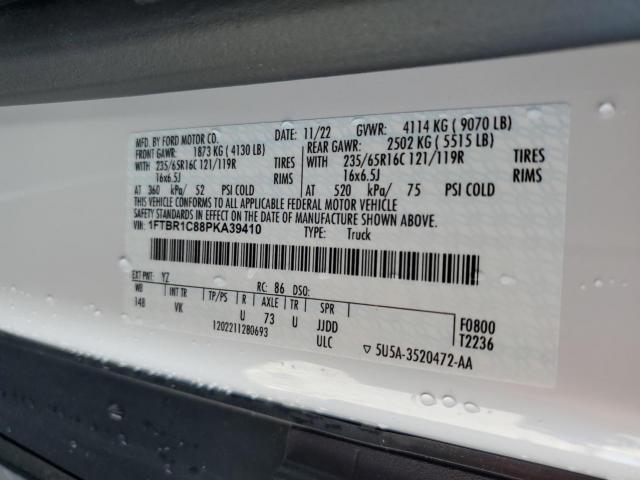 MFD. BY FORD MOTOR CO. DATE: 11/22 GVWR: 4114 KG ( 9070 LB)
FRONT GAWR: 1873 KG ( 4130 LB) REAR GAWR: 2502 KG ( 5515 LB)
WITH 235/65R16C 121/119R TIRES WITH 235/65R16C 121/119R TIRES
16x6.5J RIMS 16x6.5J RIMS
AT 360 kPa/ 52 PSI COLD AT 520 kPa/ 75 PSI COLD
THIS VEHICLE CONFORMS TO ALL APPLICABLE FEDERAL MOTOR VEHICLE
SAFETY STANDARDS IN EFFECT ON THE DATE OF MANUFACTURE SHOWN ABOVE.
VIN: 1FTBR1C88PKA39410 TYPE: Truck
EXT PNT: YZ RC: 86 DSO:
WB INT TR TP/PS R AXLE TR SPR
148 VK U 73 U JJDD F0800
1202211280693 ULC ▽ 5U5A-3520472-AA T2236